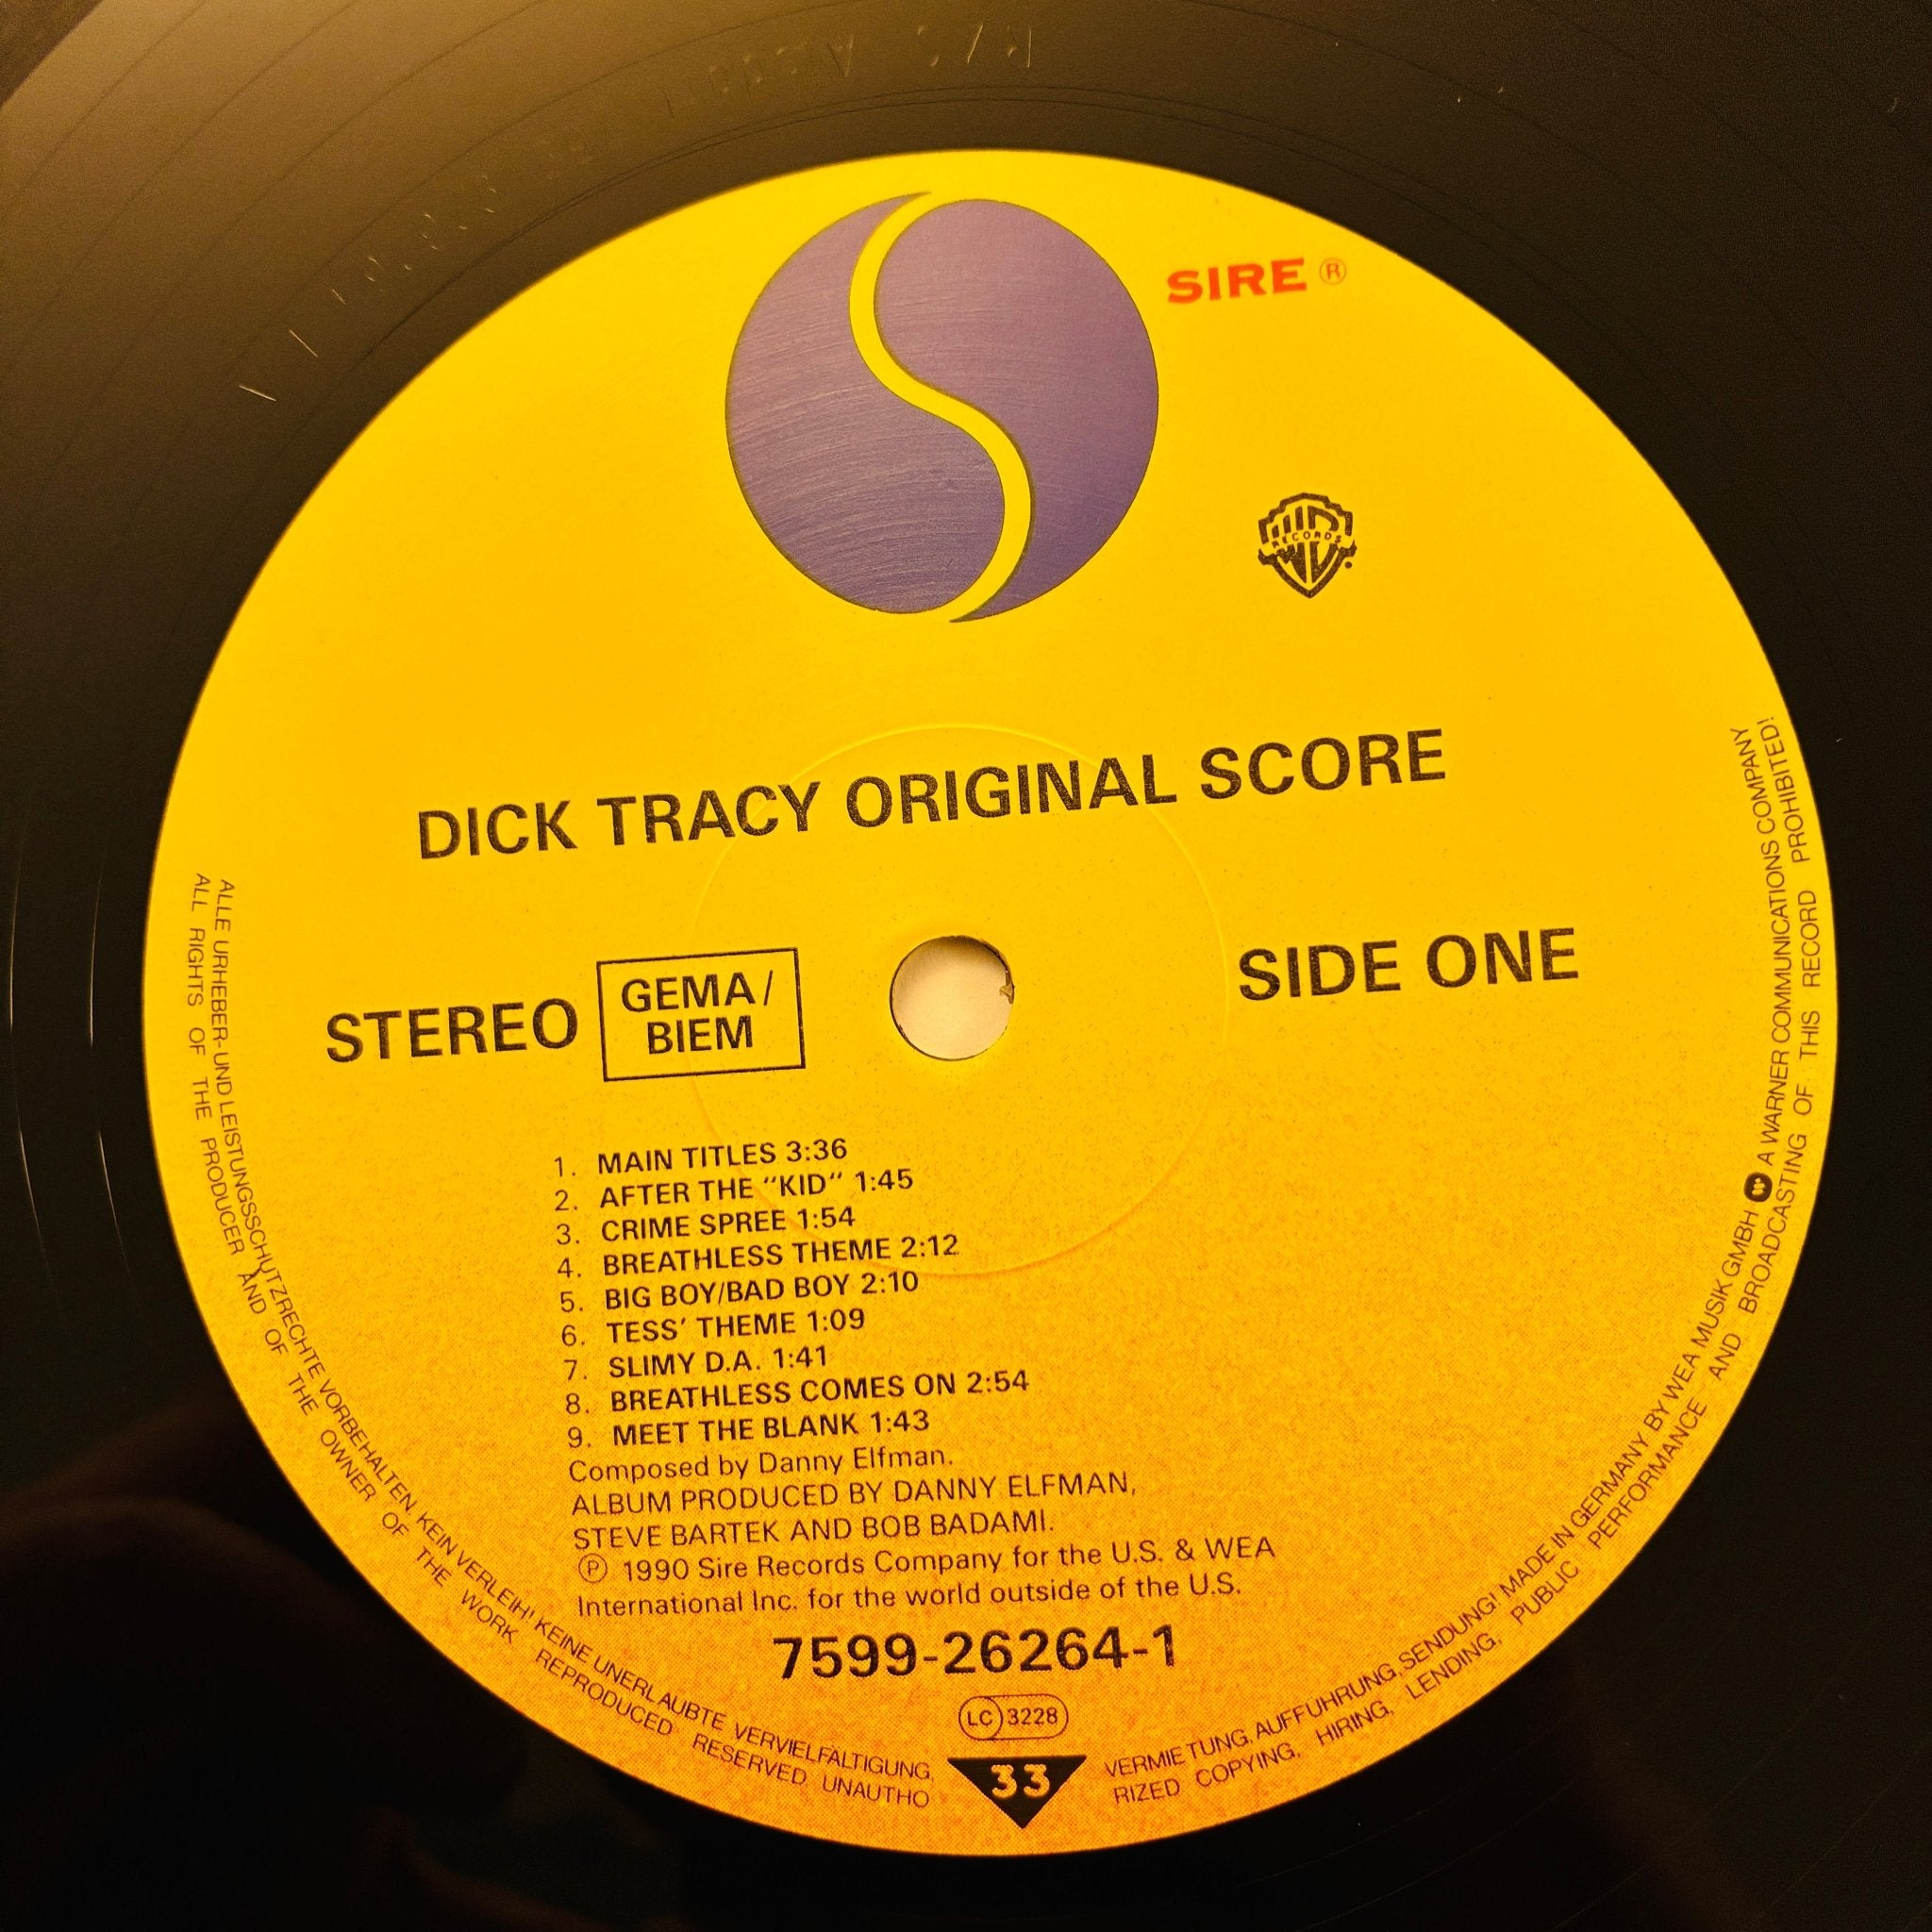 SIRE ®
WB RECORDS
DICK TRACY ORIGINAL SCORE
STEREO
GEMA/
BIEM
SIDE ONE
1. MAIN TITLES 3:36
2. AFTER THE "KID" 1:45
3. CRIME SPREE 1:54
4. BREATHLESS THEME 2:12
5. BIG BOY/BAD BOY 2:10
6. TESS' THEME 1:09
7. SLIMY D.A. 1:41
8. BREATHLESS COMES ON 2:54
9. MEET THE BLANK 1:43
Composed by Danny Elfman.
ALBUM PRODUCED BY DANNY ELFMAN,
STEVE BARTEK AND BOB BADAMI.
Ⓟ 1990 Sire Records Company for the U.S. & WEA
International Inc. for the world outside of the U.S.
7599-26264-1
LC 3228
33
ALLE URHEBER- UND LEISTUNGSSCHUTZRECHTE VORBEHALTEN. KEIN VERLEIH! KEINE UNERLAUBTE VERVIELFÄLTIGUNG, VERMIETUNG, AUFFÜHRUNG, SENDUNG! MADE IN GERMANY BY WEA MUSIK GMBH A WARNER COMMUNICATIONS COMPANY
ALL RIGHTS OF THE PRODUCER AND OF THE OWNER OF THE WORK REPRODUCED RESERVED. UNAUTHORIZED COPYING, HIRING, LENDING, PUBLIC PERFORMANCE AND BROADCASTING OF THIS RECORD PROHIBITED!